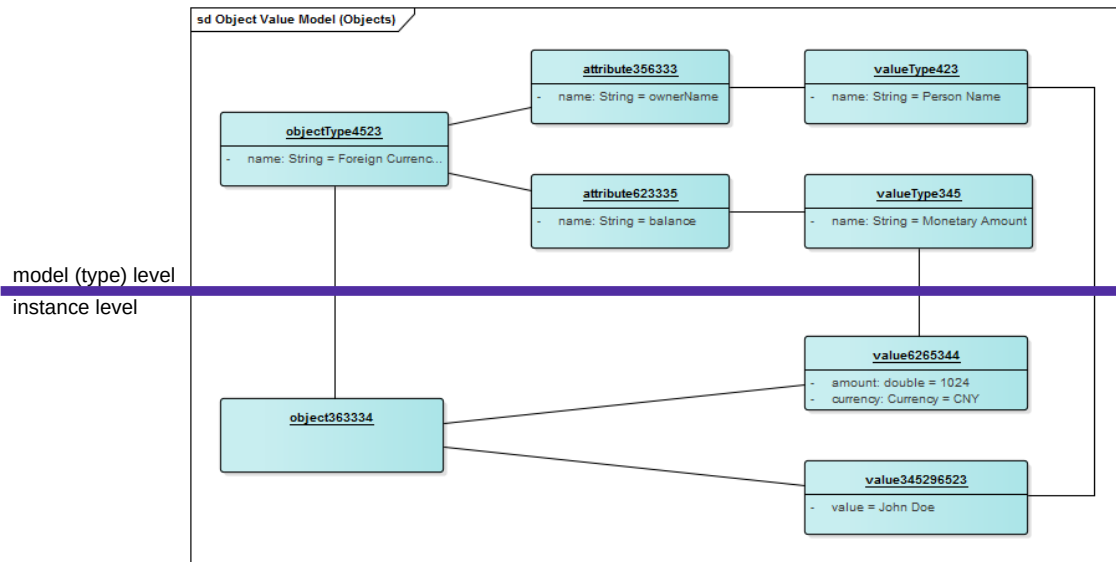 sd Object Value Model (Objects)
attribute356333
- name: String = ownerName
valueType423
- name: String = Person Name
objectType4523
- name: String = Foreign Currenc...
attribute623335
- name: String = balance
valueType345
- name: String = Monetary Amount
model (type) level
instance level
value6265344
- amount: double = 1024
- currency: Currency = CNY
object363334
value345296523
- value = John Doe